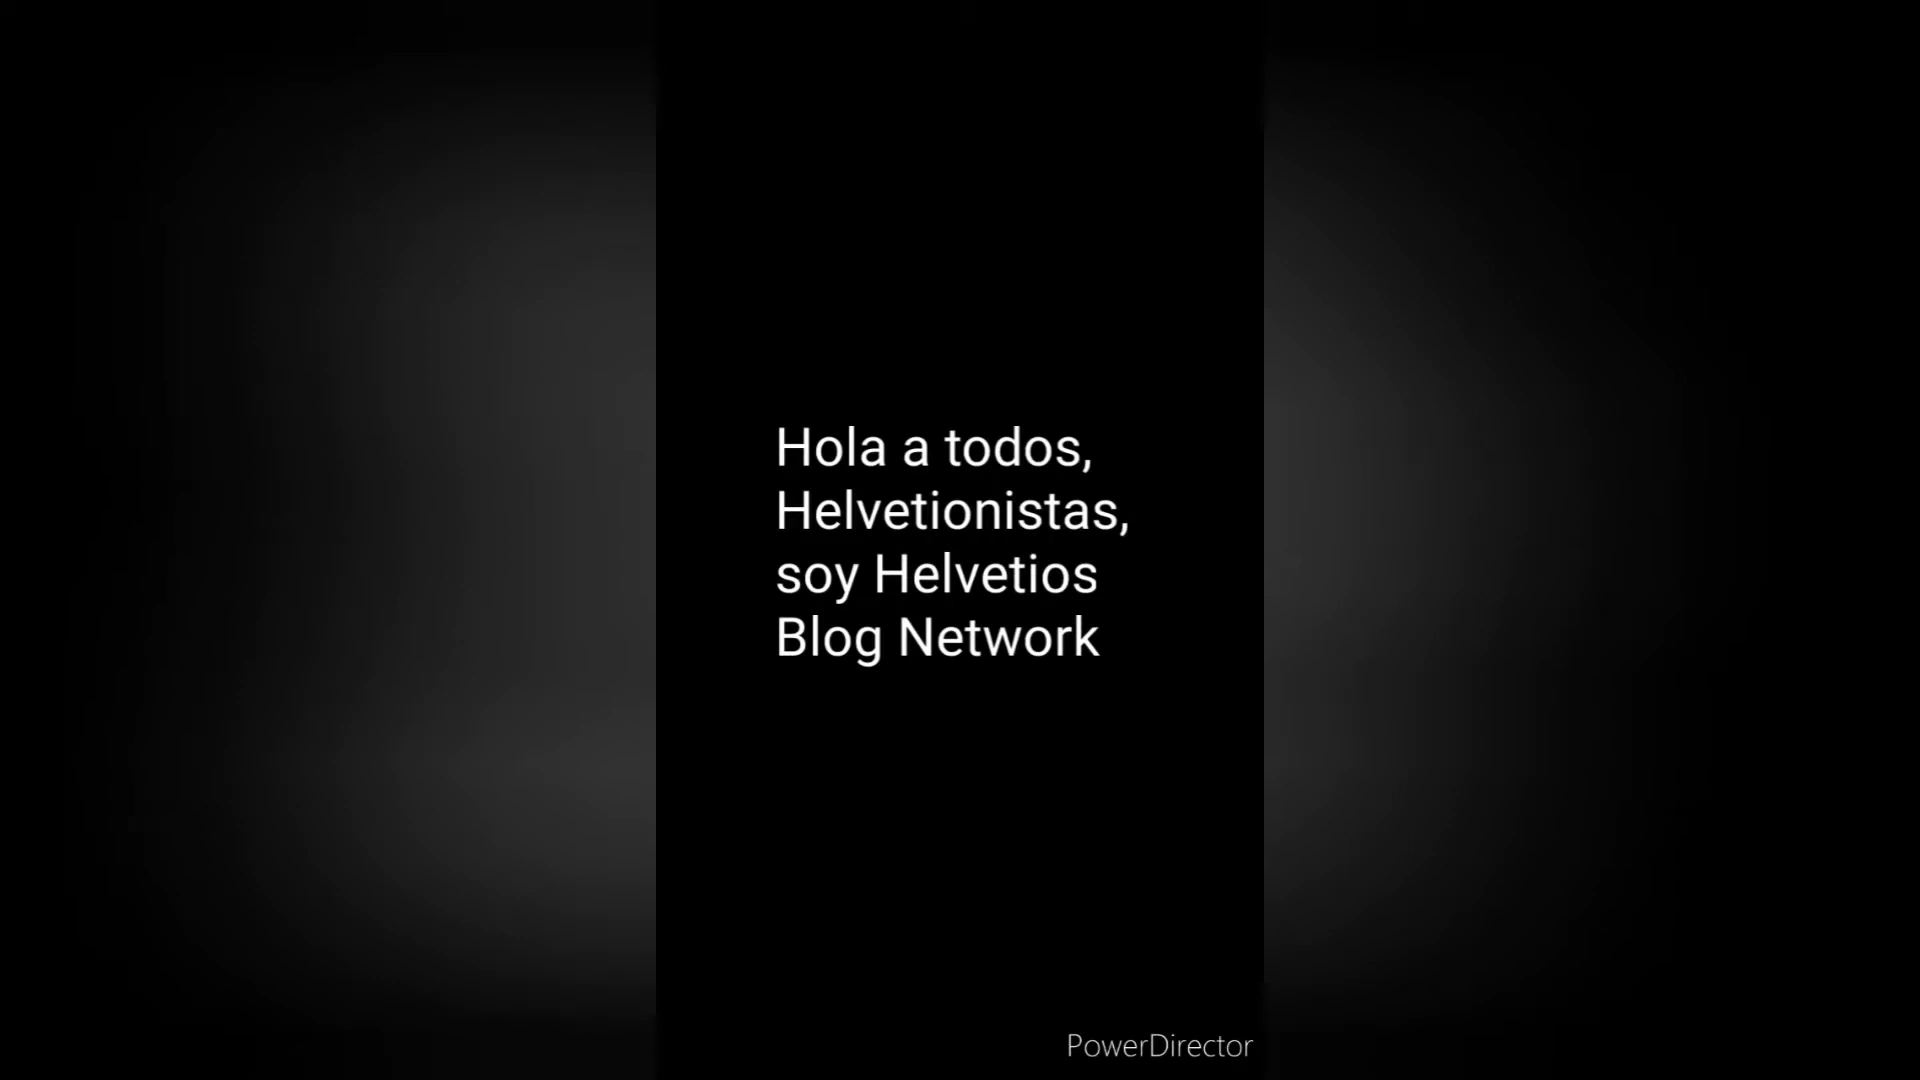 Hola a todos,
Helvetionistas,
soy Helvetios
Blog Network
PowerDirector